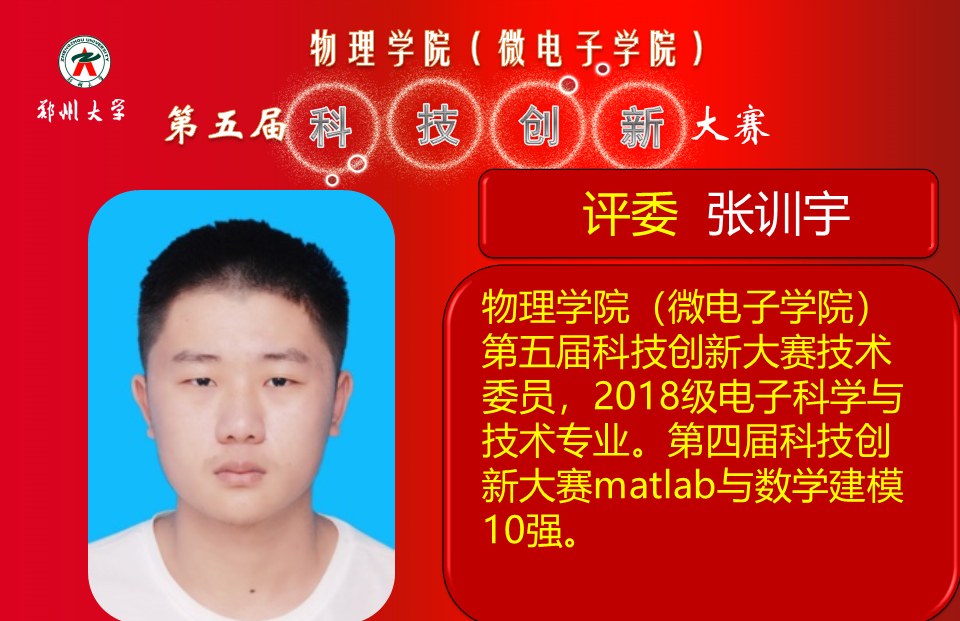 物理学院（微电子学院）
ZHENGZHOU UNIVERSITY
郑州大学
第五届科技创新大赛
评委 张训宇
物理学院（微电子学院）
第五届科技创新大赛技术
委员，2018级电子科学与
技术专业。第四届科技创
新大赛matlab与数学建模
10强。